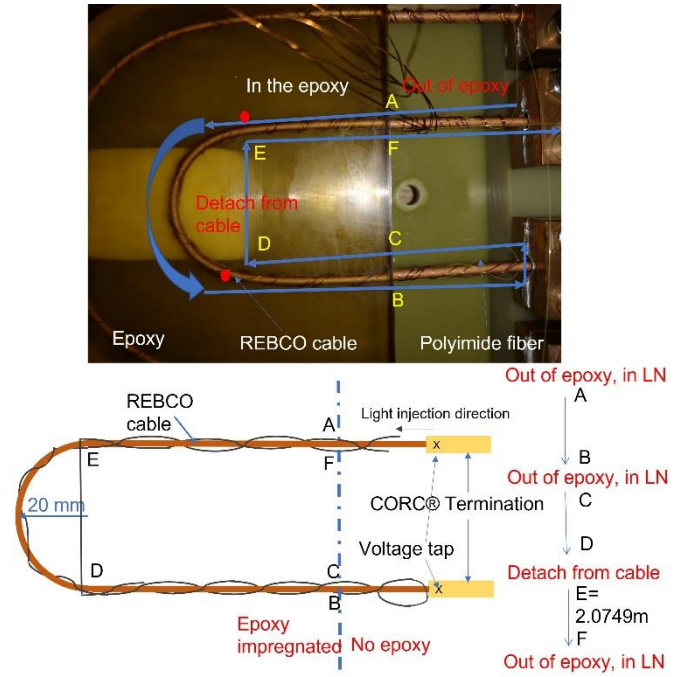 In the epoxy
Out of epoxy
A
E
F
Detach from
cable
D
C
B
Epoxy
REBCO cable
Polyimide fiber
REBCO
cable
A
Light injection direction
x
E
F
20 mm
CORC® Termination
Voltage tap
D
C
B
x
Epoxy
impregnated
No epoxy
Out of epoxy, in LN
A
B
Out of epoxy, in LN
C
D
Detach from cable
E=
2.0749m
F
Out of epoxy, in LN